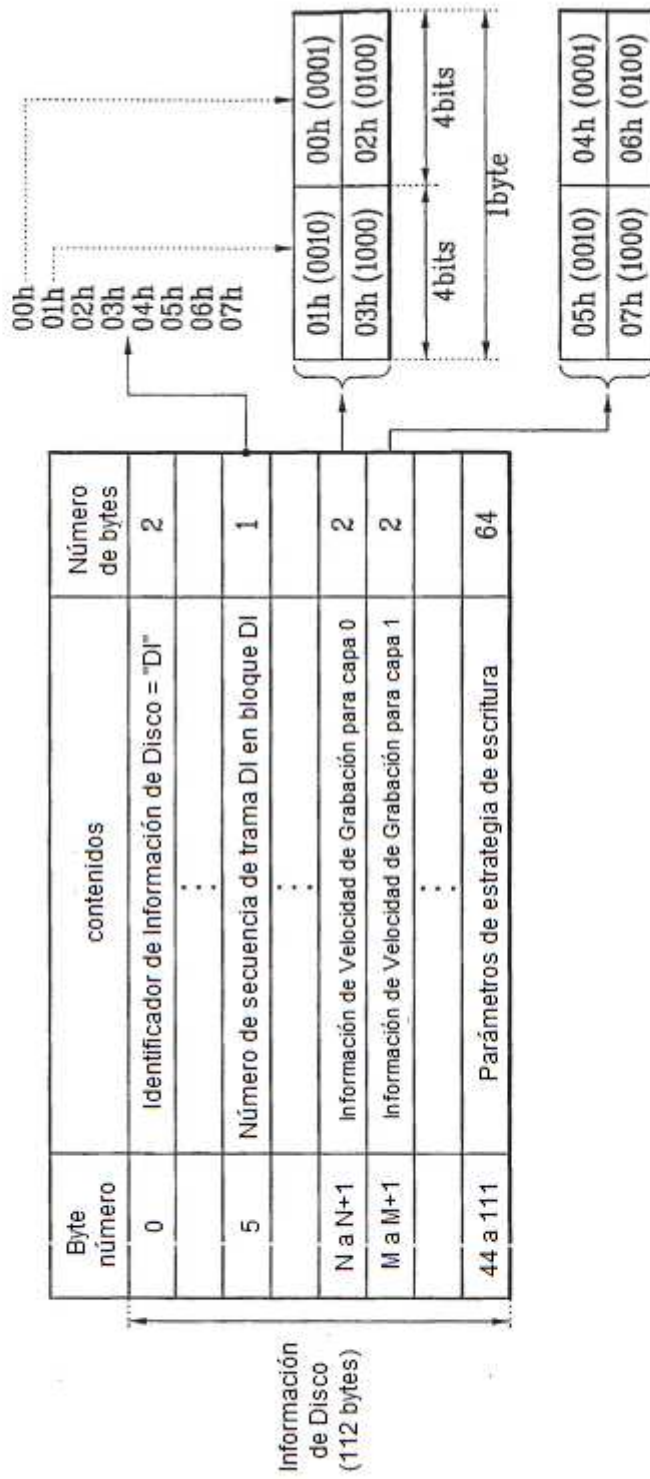 Información
de Disco
(112 bytes)
Byte
número
contenidos
Número
de bytes
0
Identificador de Información de Disco = "DI"
2
⋮
5
Número de secuencia de trama DI en bloque DI
1
⋮
N a N+1
Información de Velocidad de Grabación para capa 0
2
M a M+1
Información de Velocidad de Grabación para capa 1
2
⋮
44 a 111
Parámetros de estrategia de escritura
64
00h
01h
02h
03h
04h
05h
06h
07h
01h (0010) 00h (0001)
03h (1000) 02h (0100)
4bits 4bits
1byte
05h (0010) 04h (0001)
07h (1000) 06h (0100)